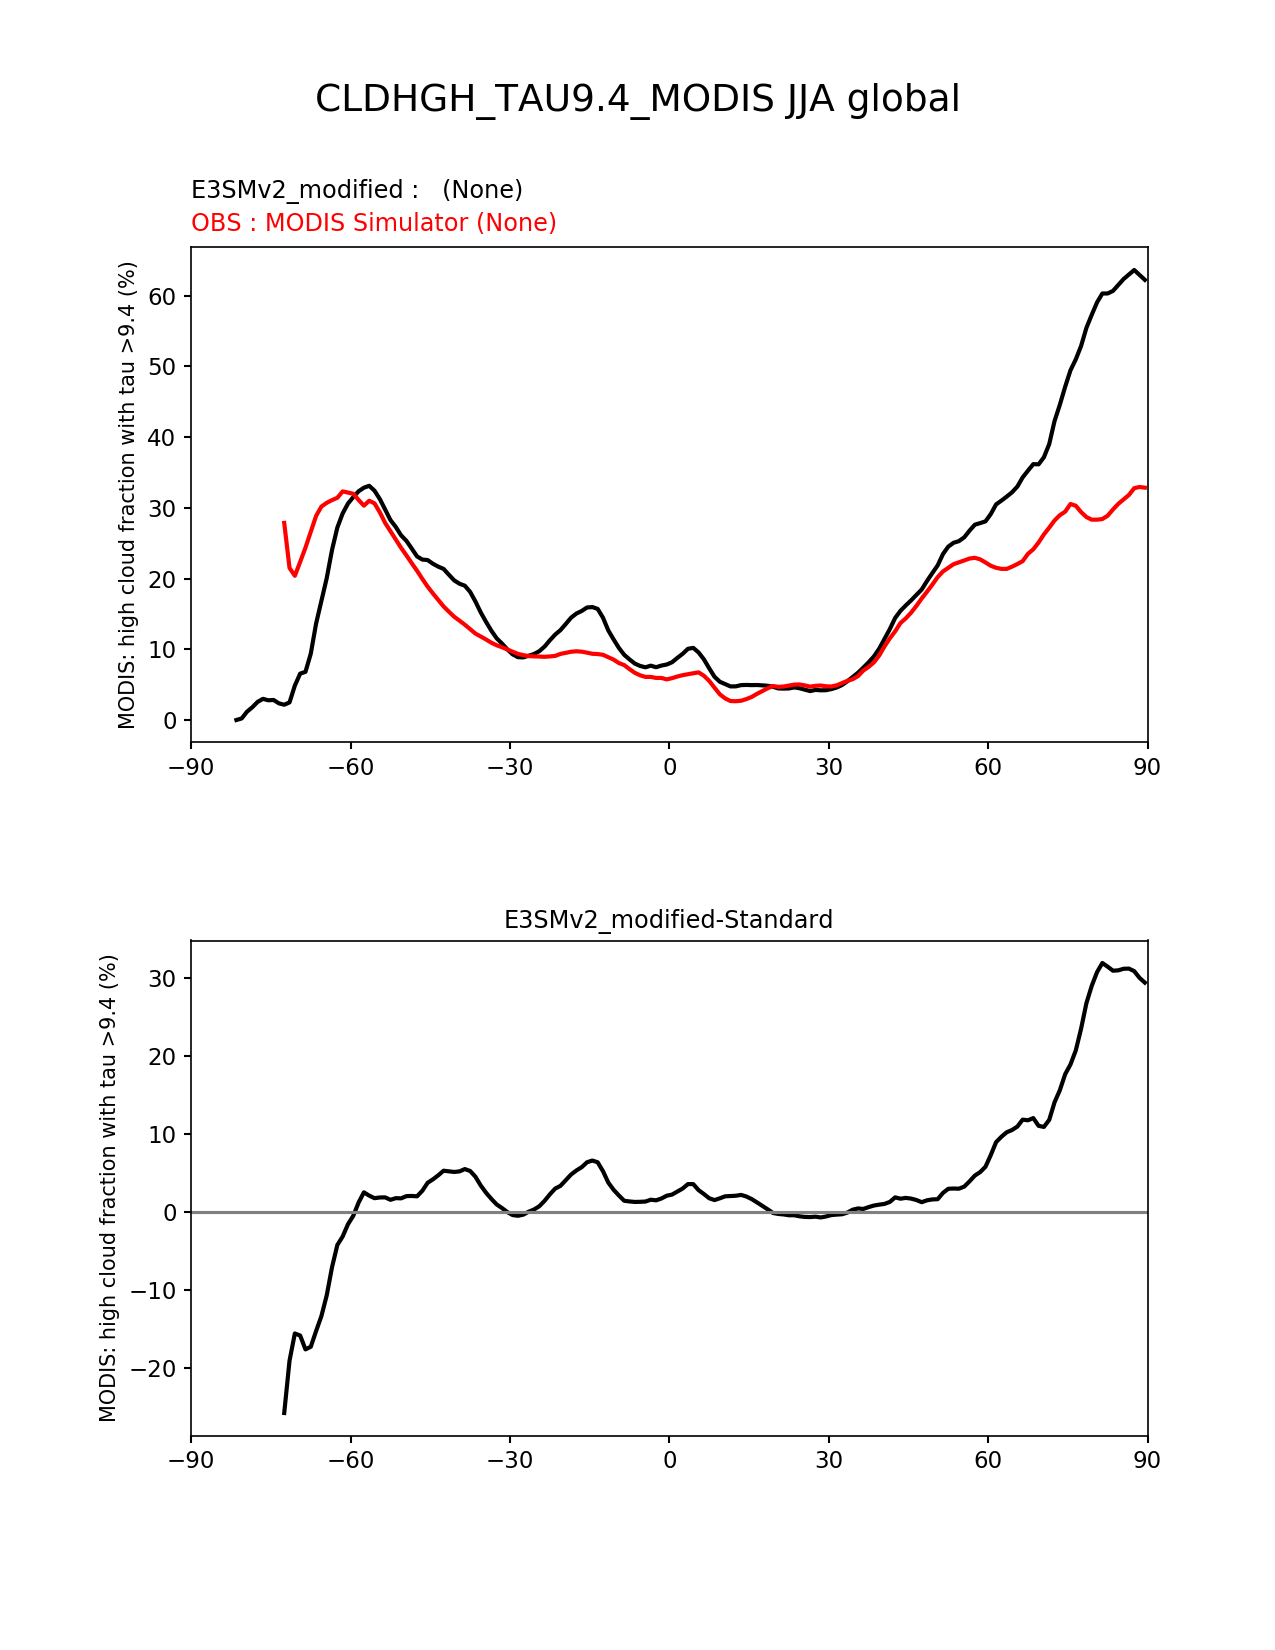 CLDHGH_TAU9.4_MODIS JJA global
E3SMv2_modified :   (None)
OBS : MODIS Simulator (None)
MODIS: high cloud fraction with tau >9.4 (%)
60
50
40
30
20
10
0
−90 −60 −30 0 30 60 90
E3SMv2_modified-Standard
MODIS: high cloud fraction with tau >9.4 (%)
30
20
10
0
−10
−20
−90 −60 −30 0 30 60 90